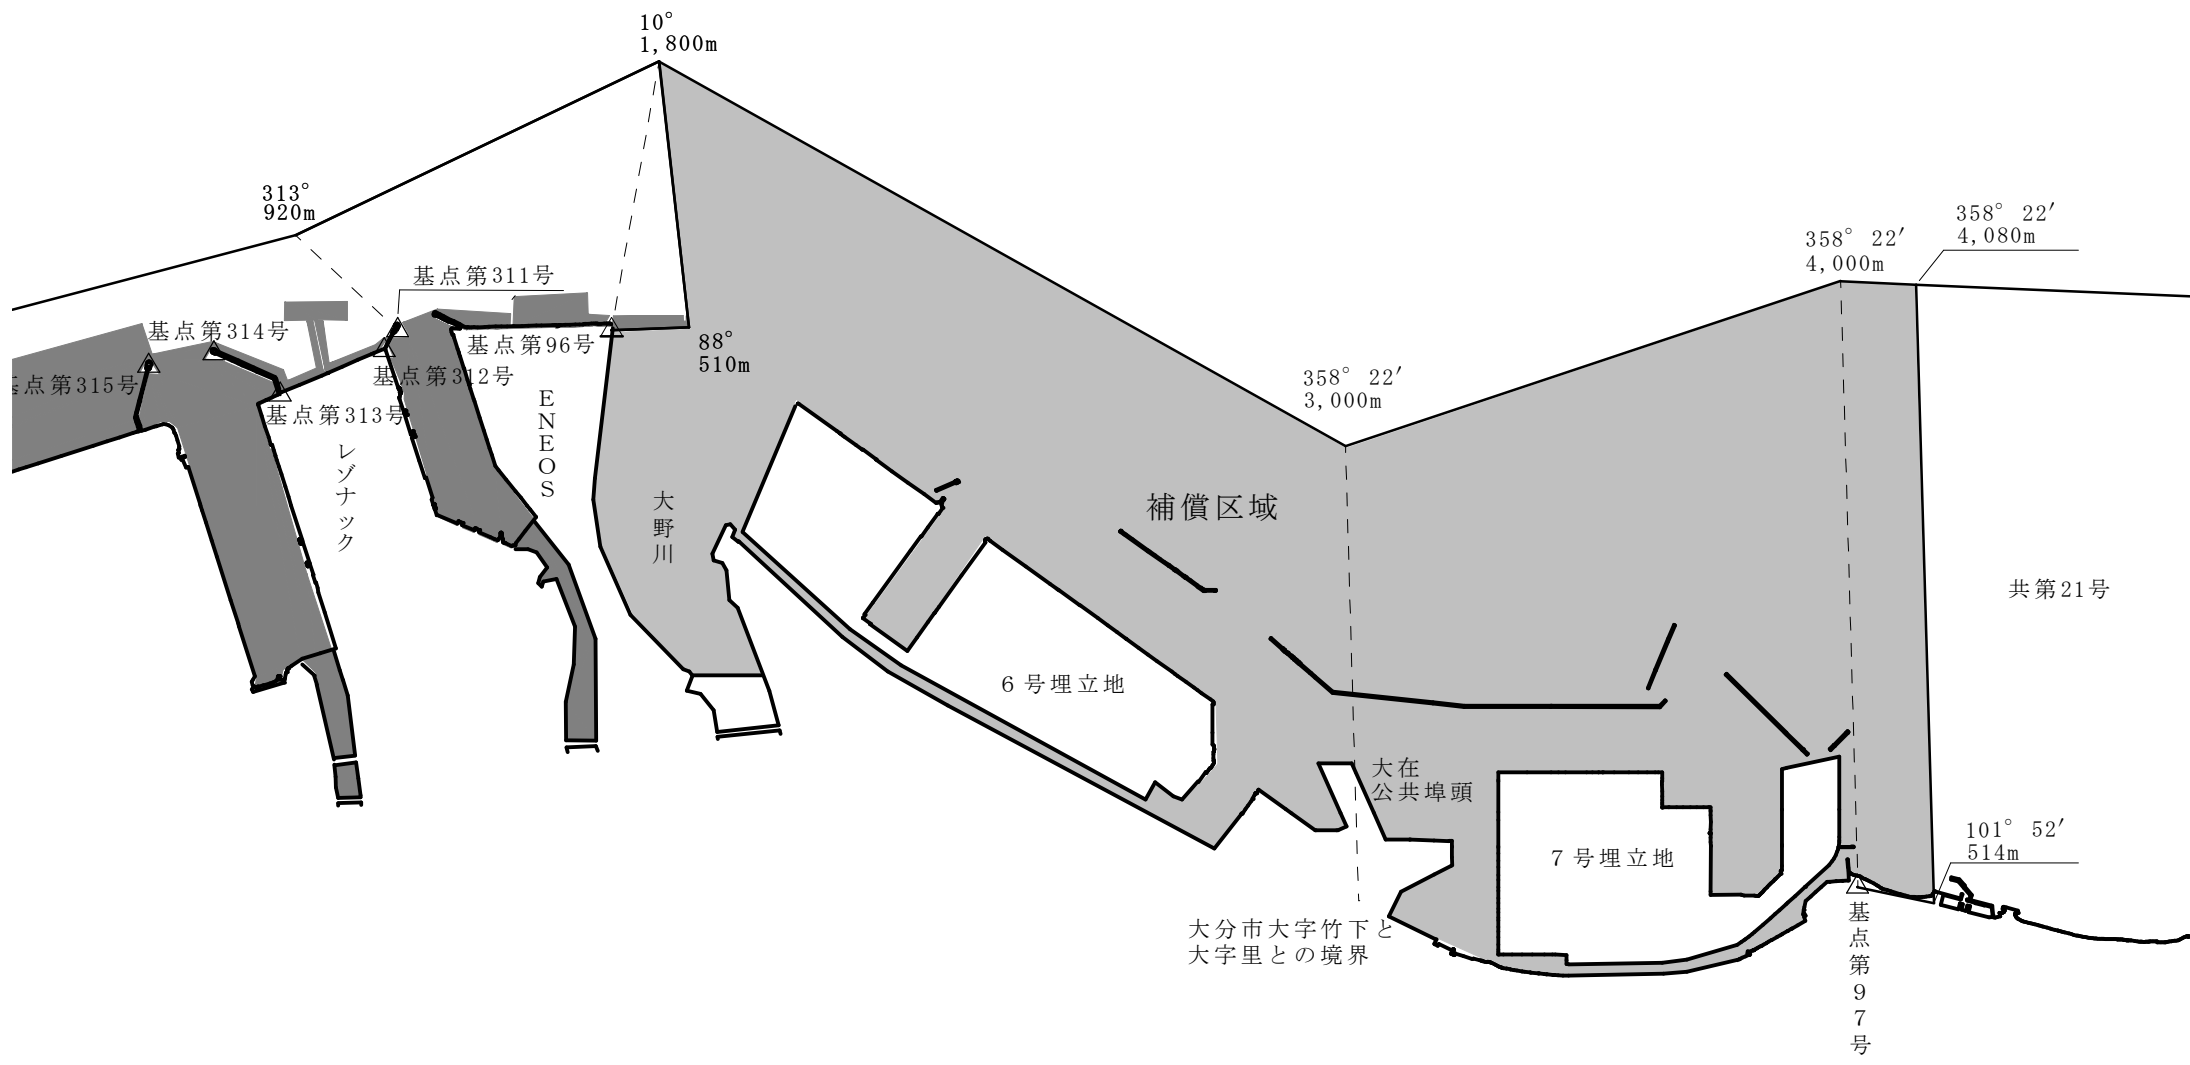 10°
1,800m
313°
920m
358° 22′
4,080m
358° 22′
4,000m
基点第311号
基点第314号
基点第96号
88°
510m
基点第315号
基点第312号
358° 22′
3,000m
基点第313号
ENEOS
レゾナック
大野川
補償区域
共第21号
6号埋立地
大在
公共埠頭
7号埋立地
101° 52′
514m
大分市大字竹下と
大字里との境界
基点第97号